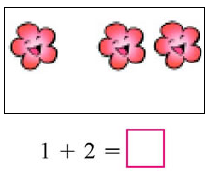 1 + 2 =